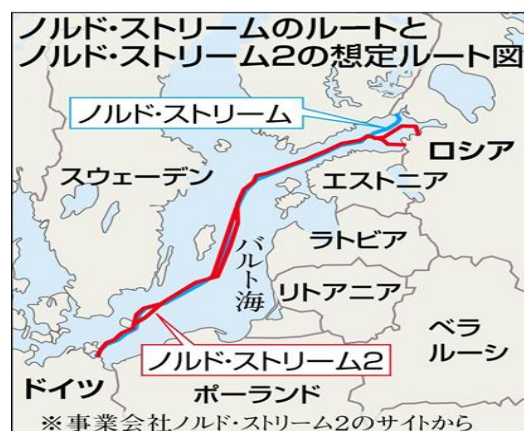 ノルド・ストリームのルートと
ノルド・ストリーム2の想定ルート図
ノルド・ストリーム
ロシア
スウェーデン
エストニア
ラトビア
バルト海
リトアニア
ベラ
ルーシ
ノルド・ストリーム2
ドイツ
ポーランド
※事業会社ノルド・ストリーム2のサイトから